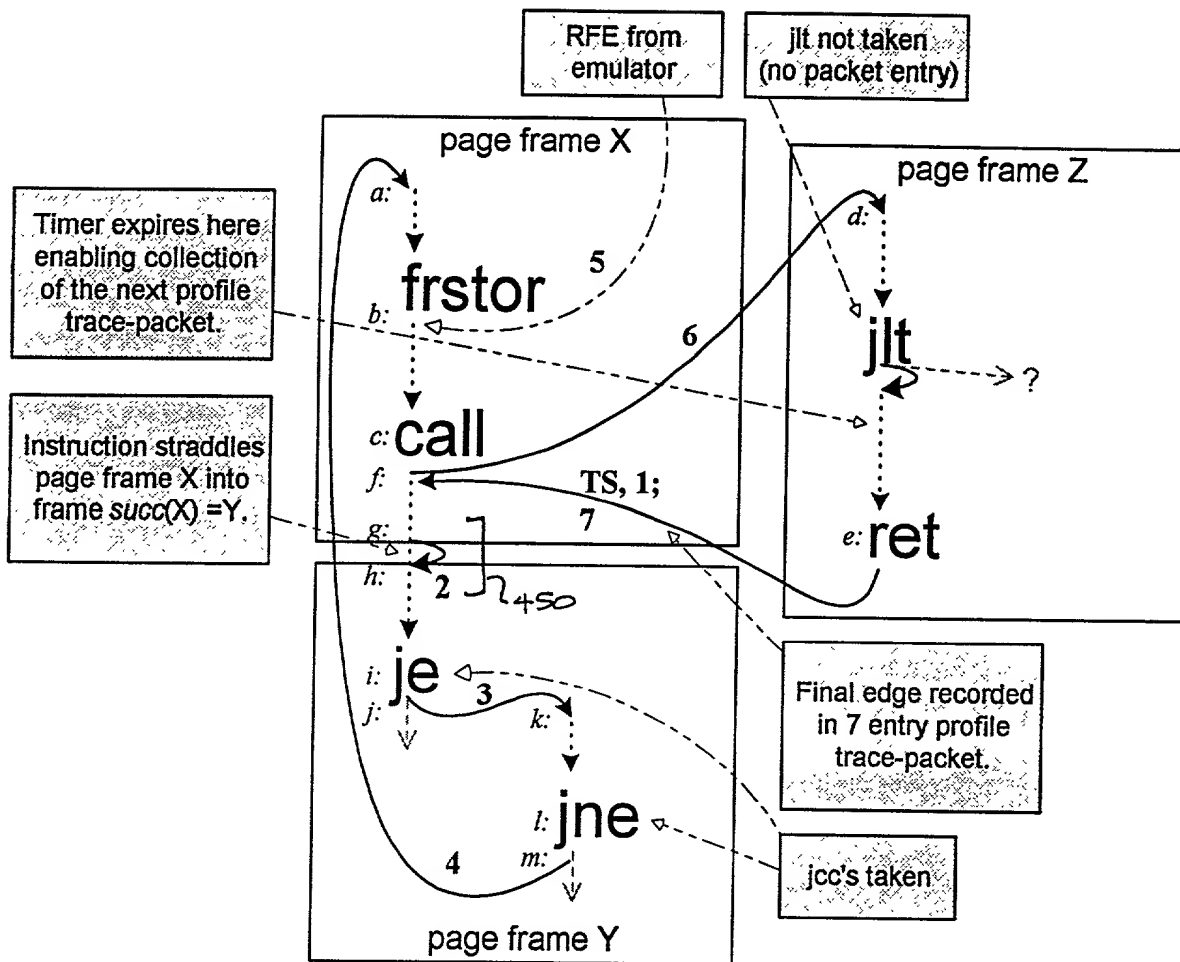 RFE from
emulator
jlt not taken
(no packet entry)
page frame X
page frame Z
a:
d:
Timer expires here
enabling collection
of the next profile
trace-packet.
5
frstor
b:
6
jlt
?
c: call
Instruction straddles
page frame X into
frame succ(X) =Y.
f:
TS, 1;
7
g:
e: ret
h:
2
450
i: je
3
j:
k:
Final edge recorded
in 7 entry profile
trace-packet.
l: jne
4
m:
jcc's taken
page frame Y